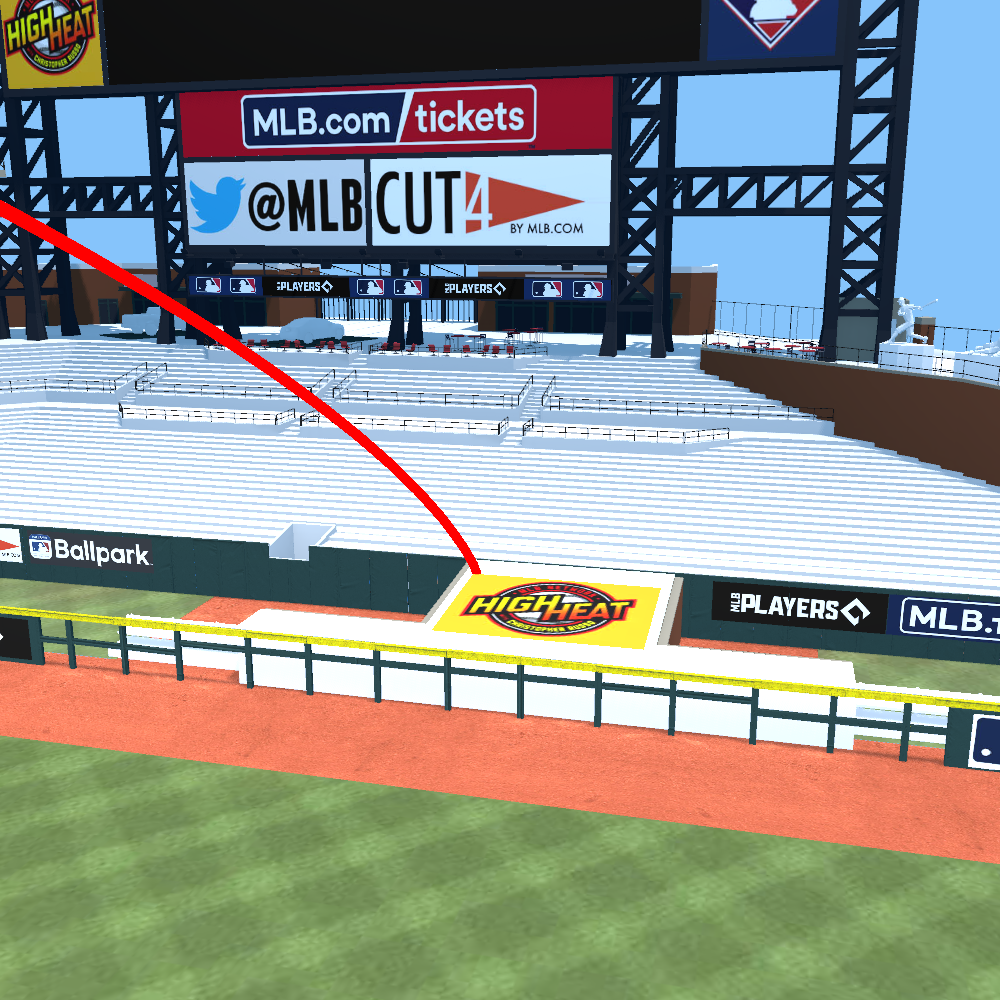 HIGH HEAT
CHRISTOPHER RUSSO
MLB.com/tickets
@MLB
CUT4
BY MLB.COM
PLAYERS
PLAYERS
Ballpark
HIGH HEAT
CHRISTOPHER RUSSO
MLB PLAYERS
MLB.T